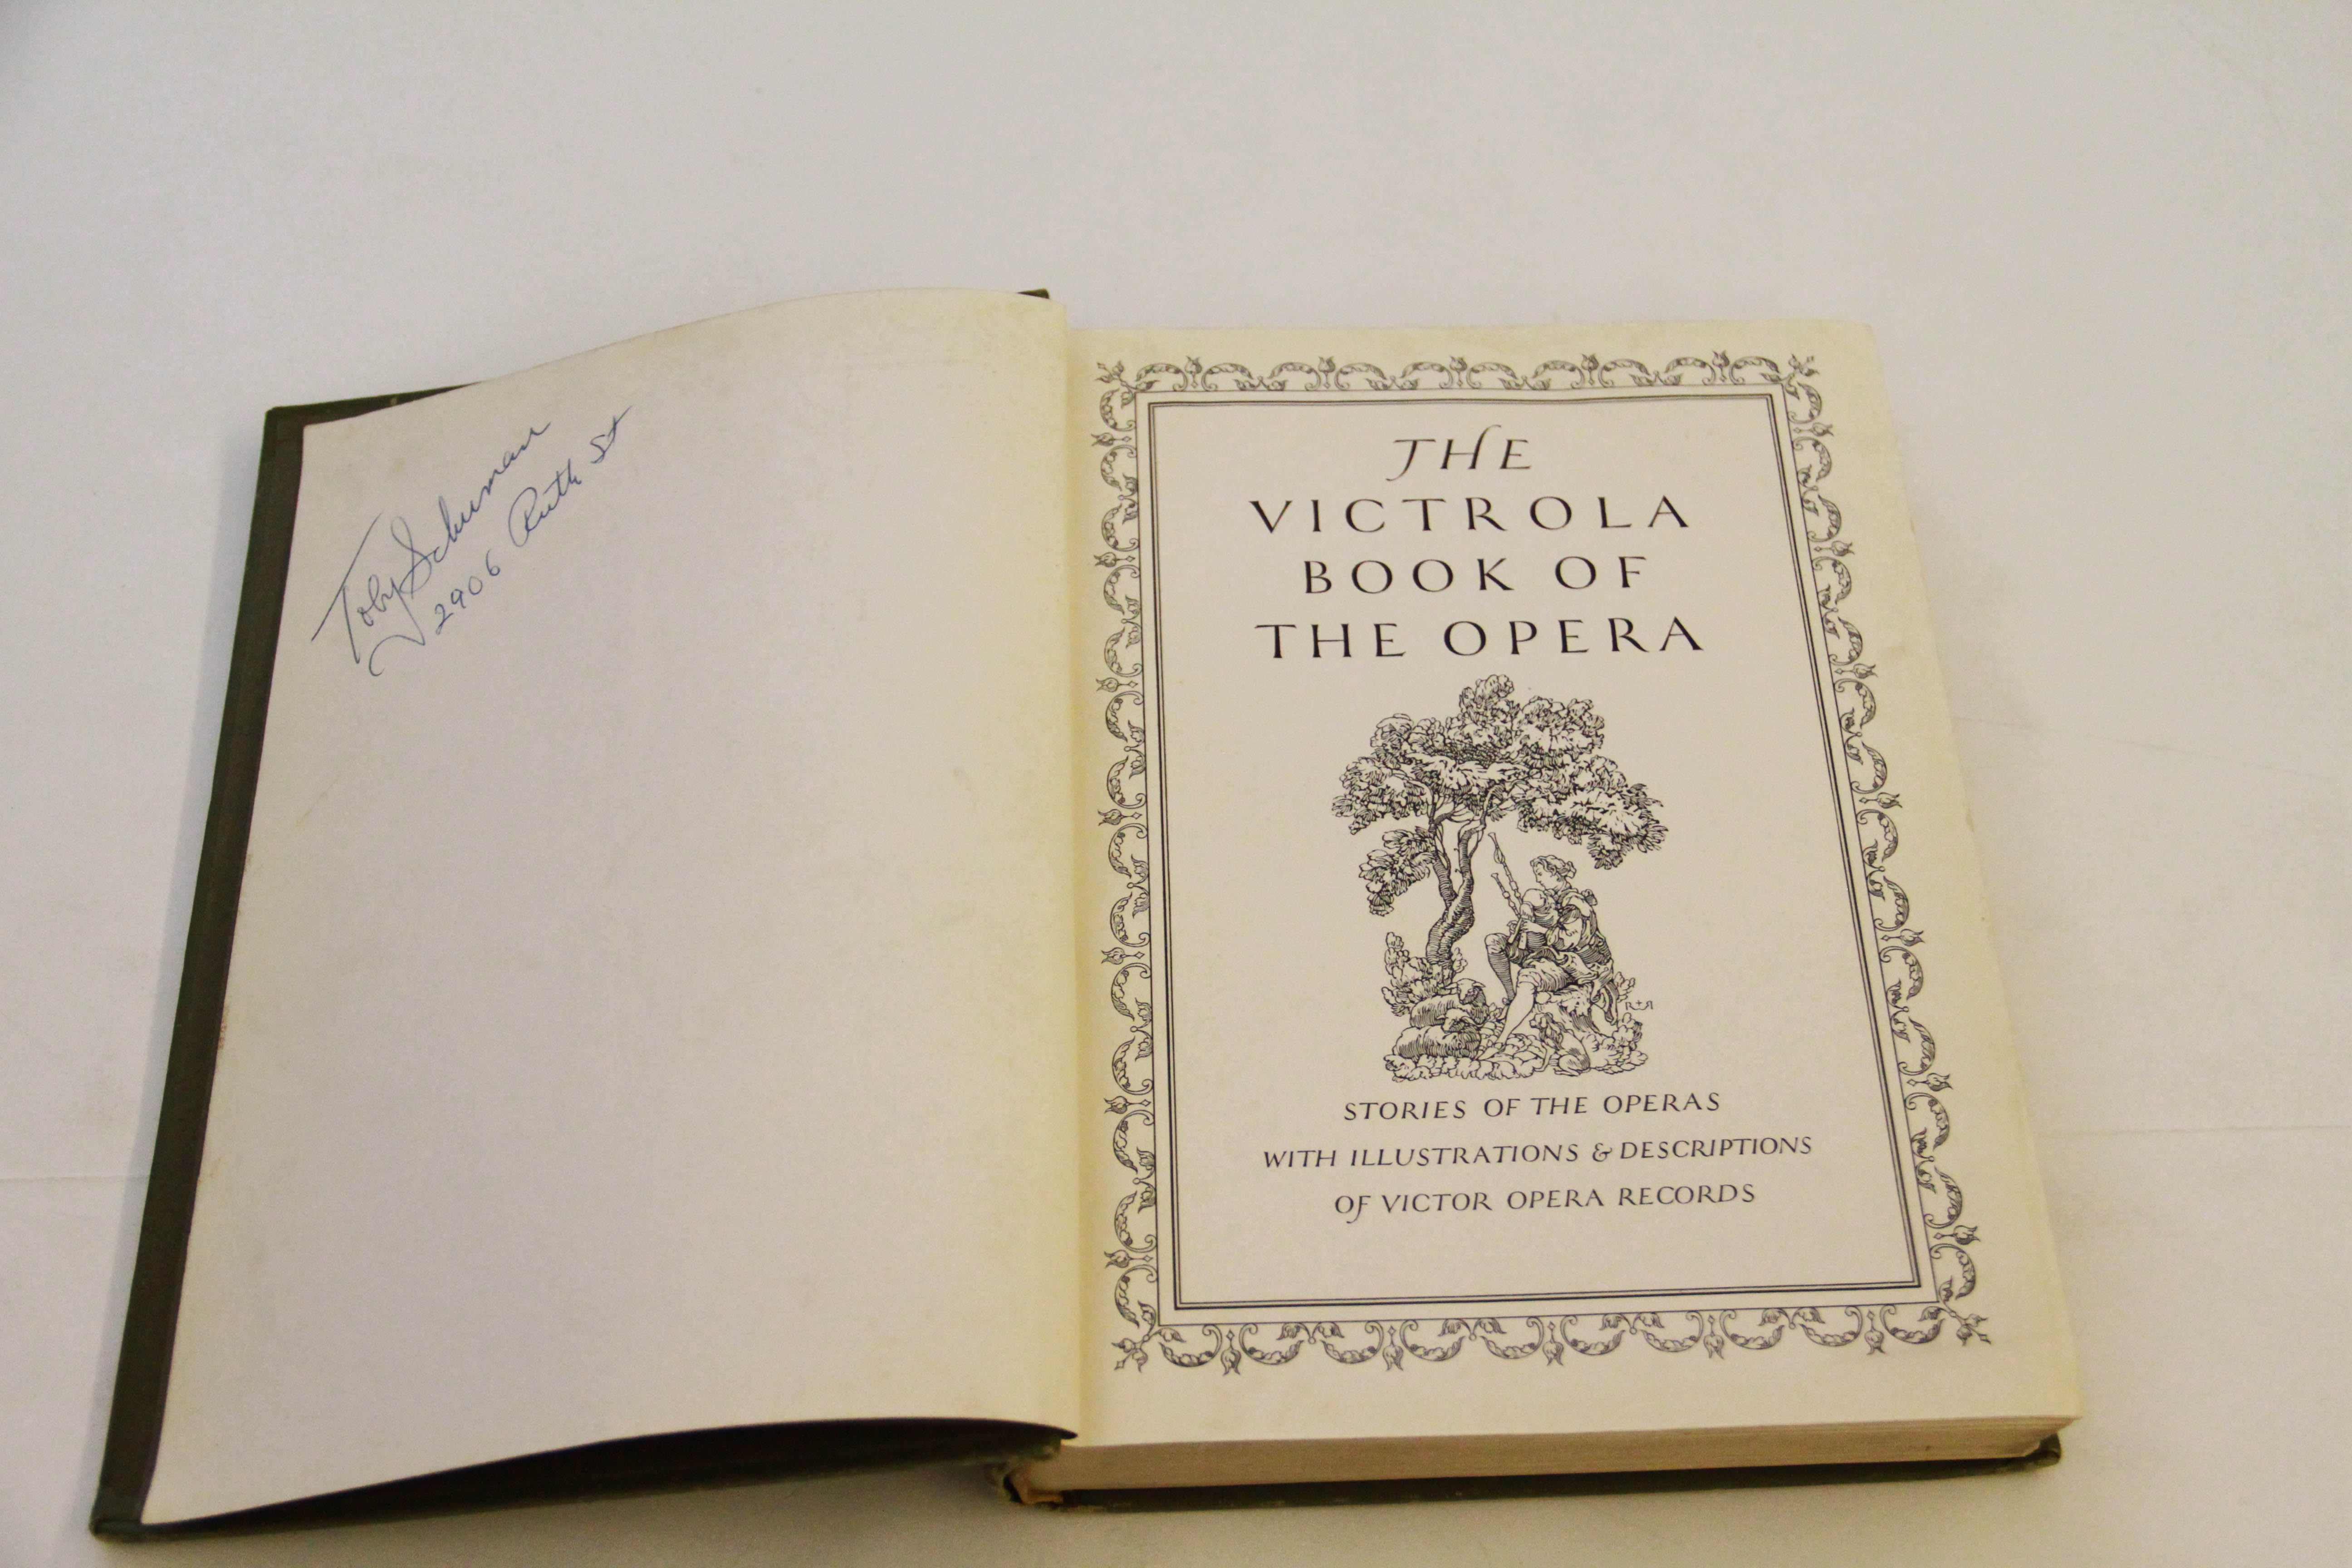 Toby Schuman
2906 Ruth St
THE
VICTROLA
BOOK OF
THE OPERA
STORIES OF THE OPERAS
WITH ILLUSTRATIONS & DESCRIPTIONS
OF VICTOR OPERA RECORDS